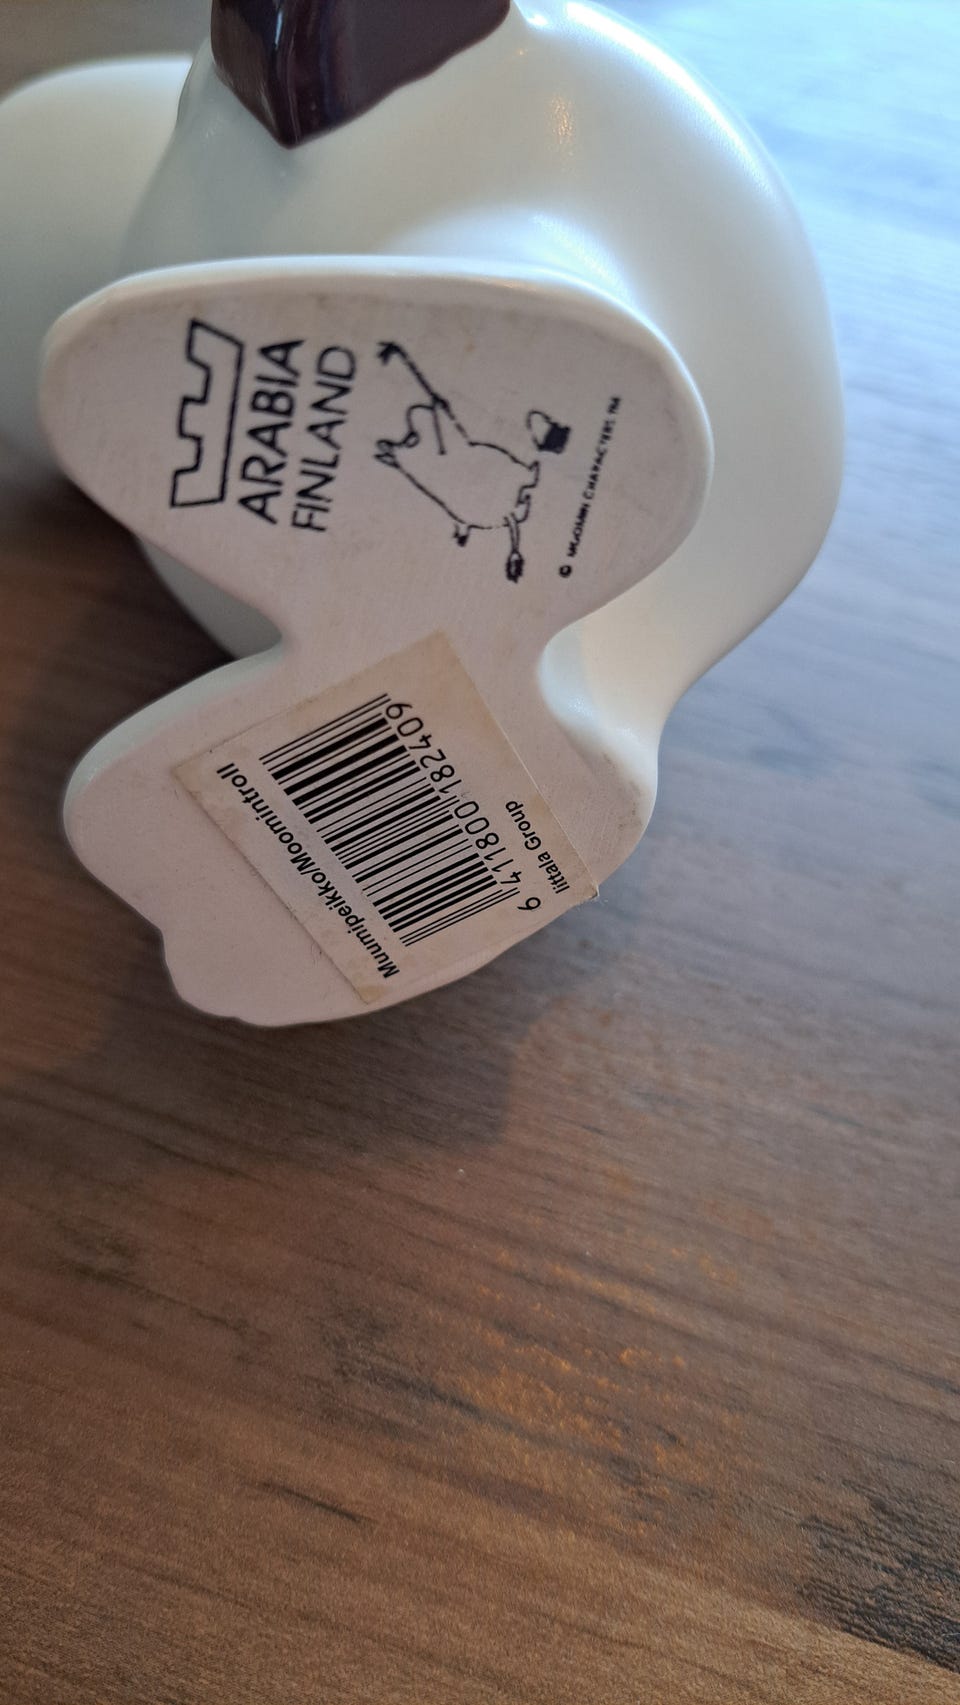 ARABIA
FINLAND
© MOOMIN CHARACTERS TM
Muumipeikko/Moomintroll
6 411800 182409
Iittala Group